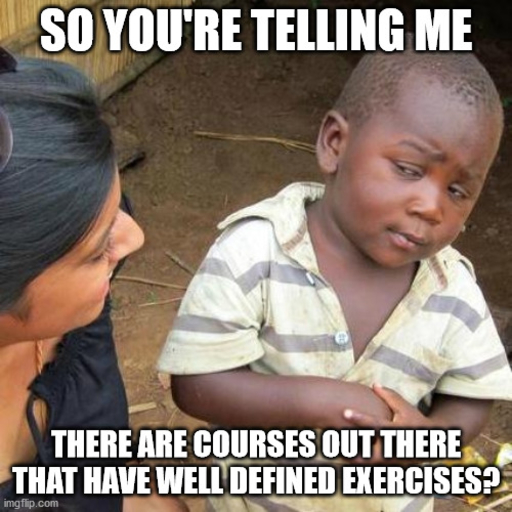 SO YOU'RE TELLING ME
THERE ARE COURSES OUT THERE
THAT HAVE WELL DEFINED EXERCISES?
imgflip.com